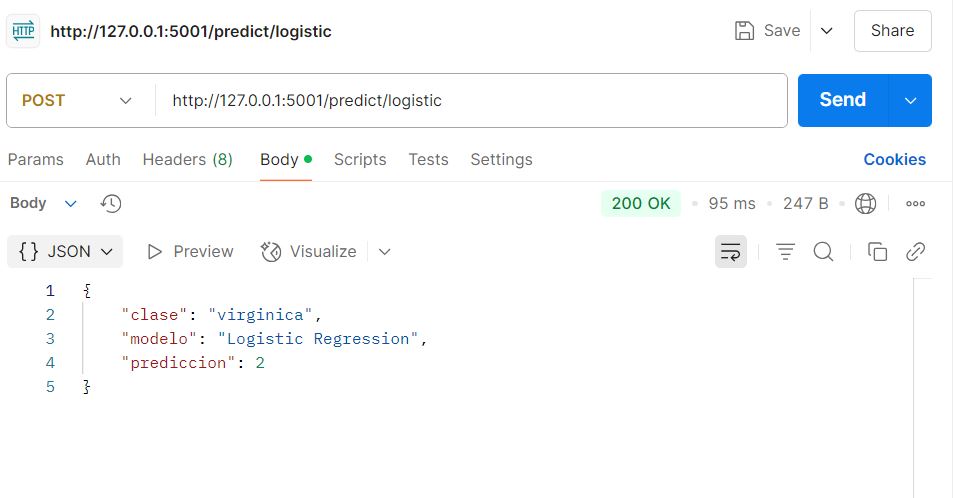 HTTP http://127.0.0.1:5001/predict/logistic Save Share
POST http://127.0.0.1:5001/predict/logistic Send
Params Auth Headers (8) Body Scripts Tests Settings Cookies
Body 200 OK 95 ms 247 B
{} JSON Preview Visualize
1 {
2 "clase": "virginica",
3 "modelo": "Logistic Regression",
4 "prediccion": 2
5 }